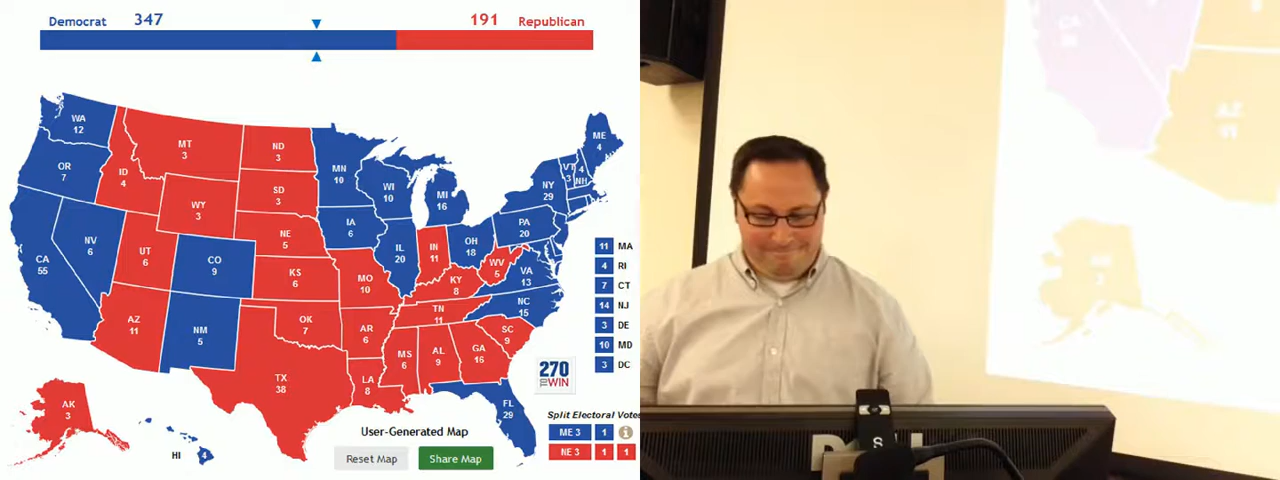 Democrat 347 191 Republican
WA 12
OR 7
CA 55
NV 6
ID 4
MT 3
WY 3
UT 6
AZ 11
CO 9
NM 5
ND 3
SD 3
NE 5
KS 6
OK 7
TX 38
MN 10
IA 6
MO 10
AR 6
LA 8
WI 10
IL 20
MI 16
IN 11
OH 18
KY 8
TN 11
MS 6
AL 9
GA 16
FL 29
SC 9
NC 15
VA 13
WV 5
PA 20
NY 29
VT 3
4 NH
ME 4
AK 3
HI 4
11 MA
4 RI
7 CT
14 NJ
3 DE
10 MD
3 DC
270 TO WIN
Split Electoral Votes
ME 3 1 i
NE 3 1 1
User-Generated Map
Reset Map Share Map
AZ
11